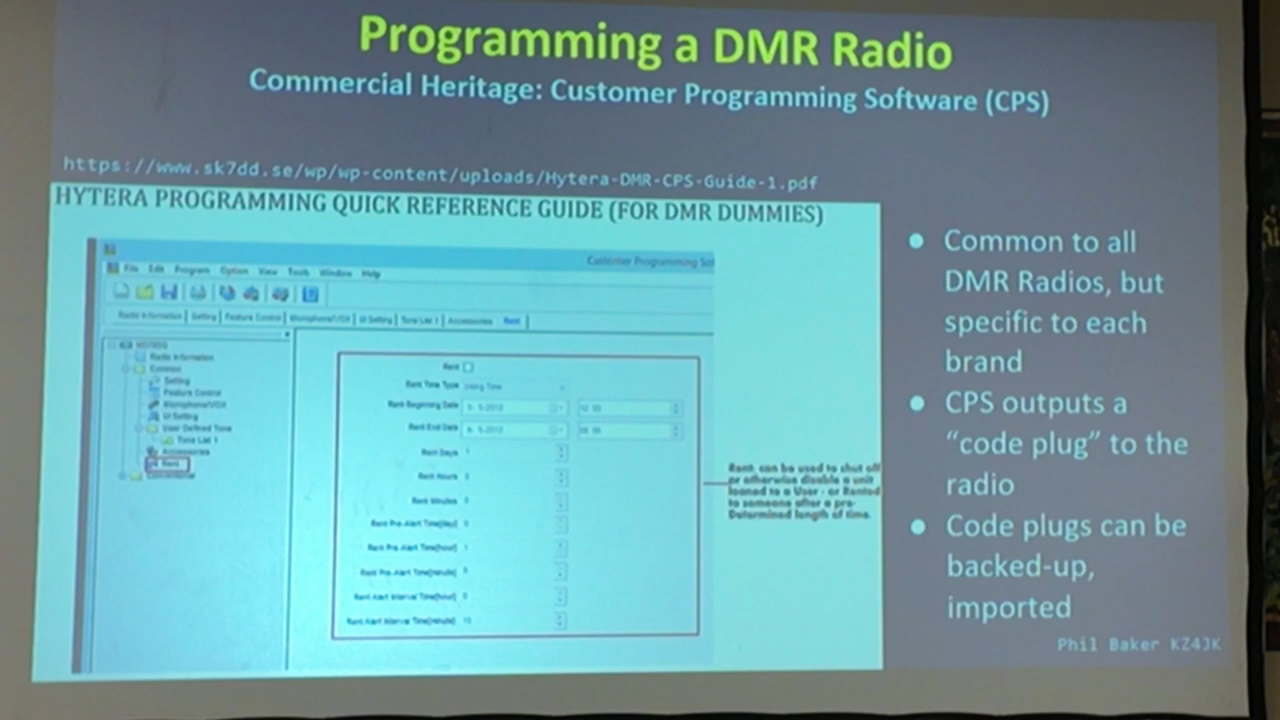 Programming a DMR Radio
Commercial Heritage: Customer Programming Software (CPS)
https://www.sk7dd.se/wp/wp-content/uploads/Hytera-DMR-CPS-Guide-1.pdf
HYTERA PROGRAMMING QUICK REFERENCE GUIDE (FOR DMR DUMMIES)
Customer Programming Sof
File Edit Program Option View Tools Window Help
Radio Information Setting Feature Control Microphone/VOX UI Setting Tone List 1 Accessories Rent
Radio Information
Common
Setting
Feature Control
Microphone/VOX
UI Setting
User Defined Tone
Tone List 1
Accessories
Rent
Conventional
Rent
Rent Time Type Using Time
Rent Beginning Date
Rent End Date
Rent Days
Rent Hours
Rent Minutes
Rent Pre-Alert Time[day]
Rent Pre-Alert Time[hour]
Rent Pre-Alert Time[minute]
Rent Alert Interval Time[hour]
Rent Alert Interval Time[minute]
Rent, can be used to shut off
or otherwise disable a unit
loaned to a User - or Rented
to someone after a pre-
Determined length of time.
• Common to all
DMR Radios, but
specific to each
brand
• CPS outputs a
“code plug” to the
radio
• Code plugs can be
backed-up,
imported
Phil Baker KZ4JK